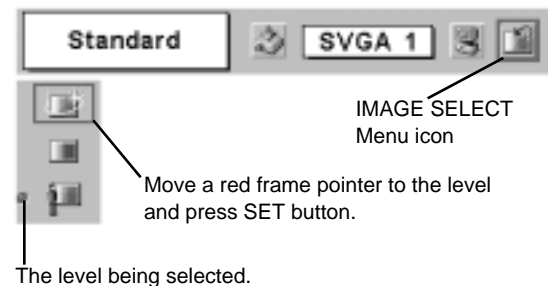 Standard
SVGA 1
IMAGE SELECT
Menu icon
Move a red frame pointer to the level
and press SET button.
The level being selected.